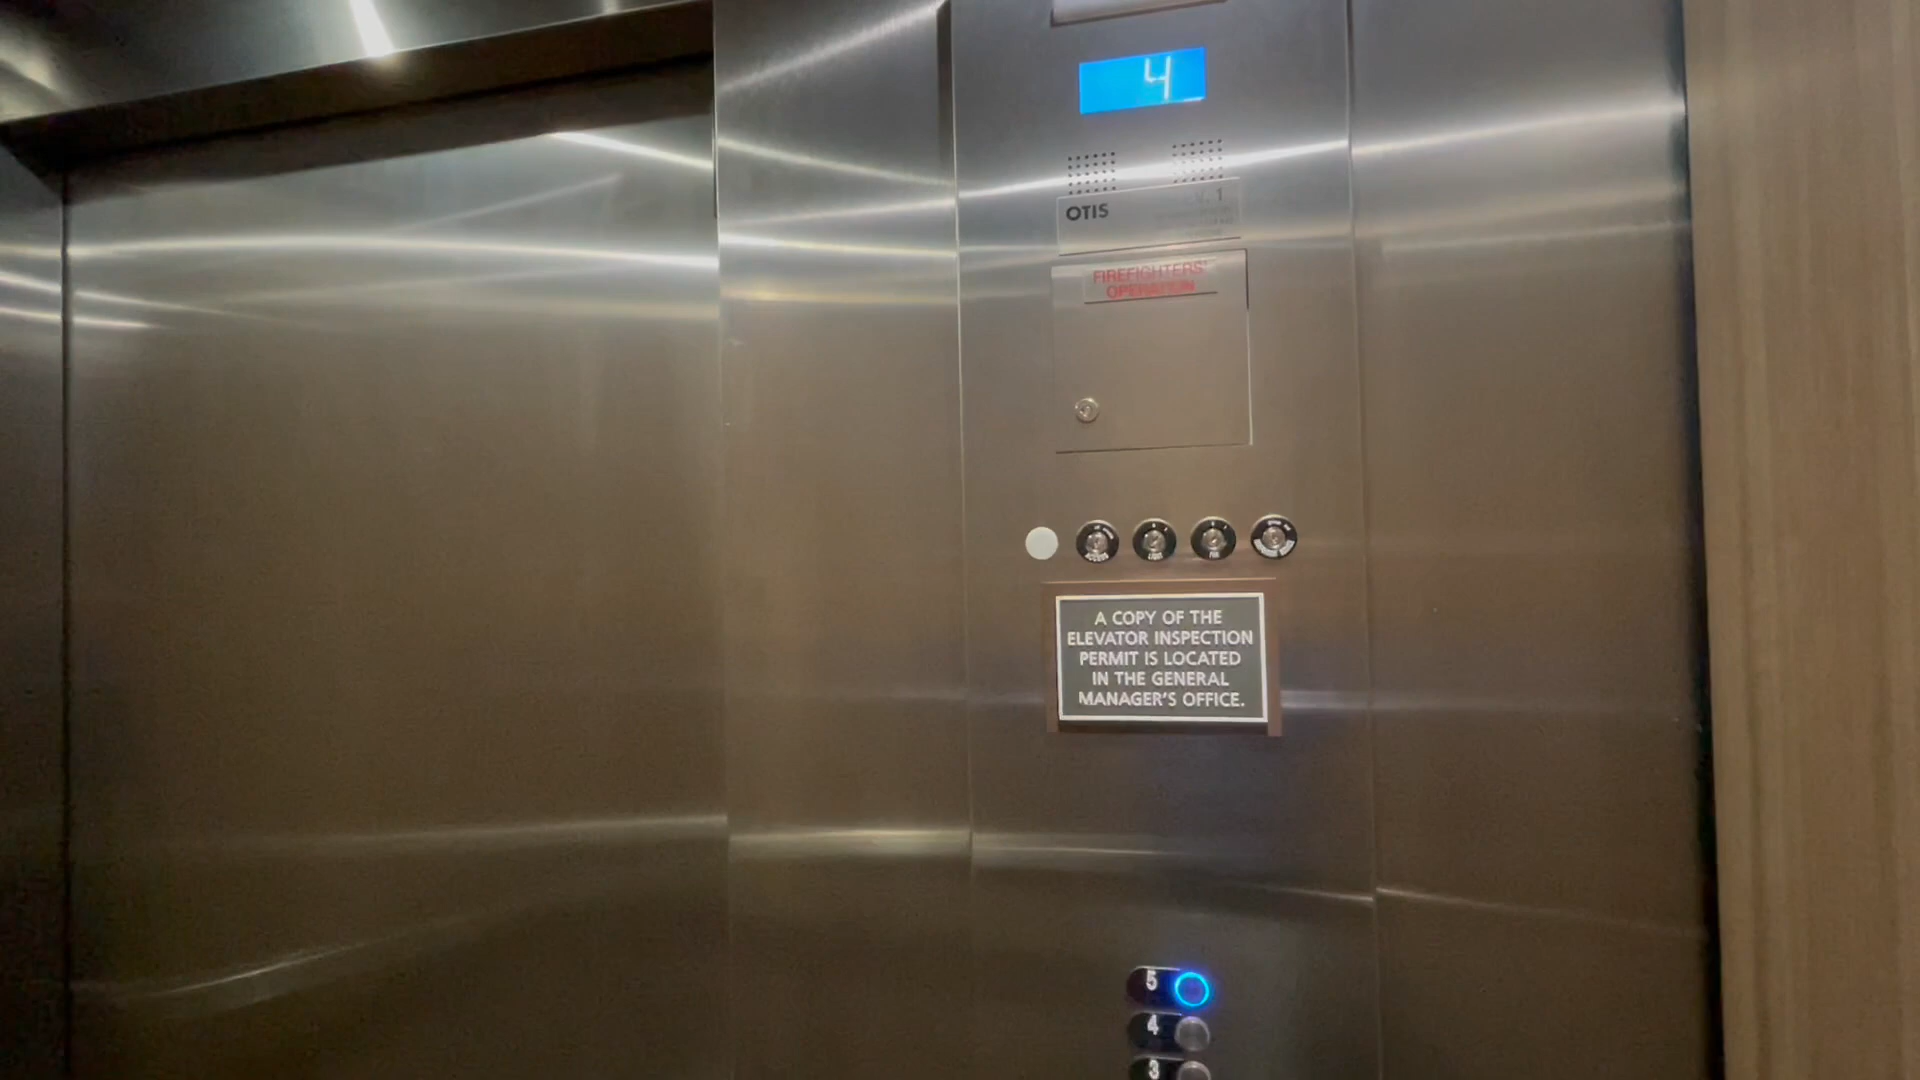 4
OTIS
FIREFIGHTERS'
OPERATION
A COPY OF THE
ELEVATOR INSPECTION
PERMIT IS LOCATED
IN THE GENERAL
MANAGER'S OFFICE.
5
4
3